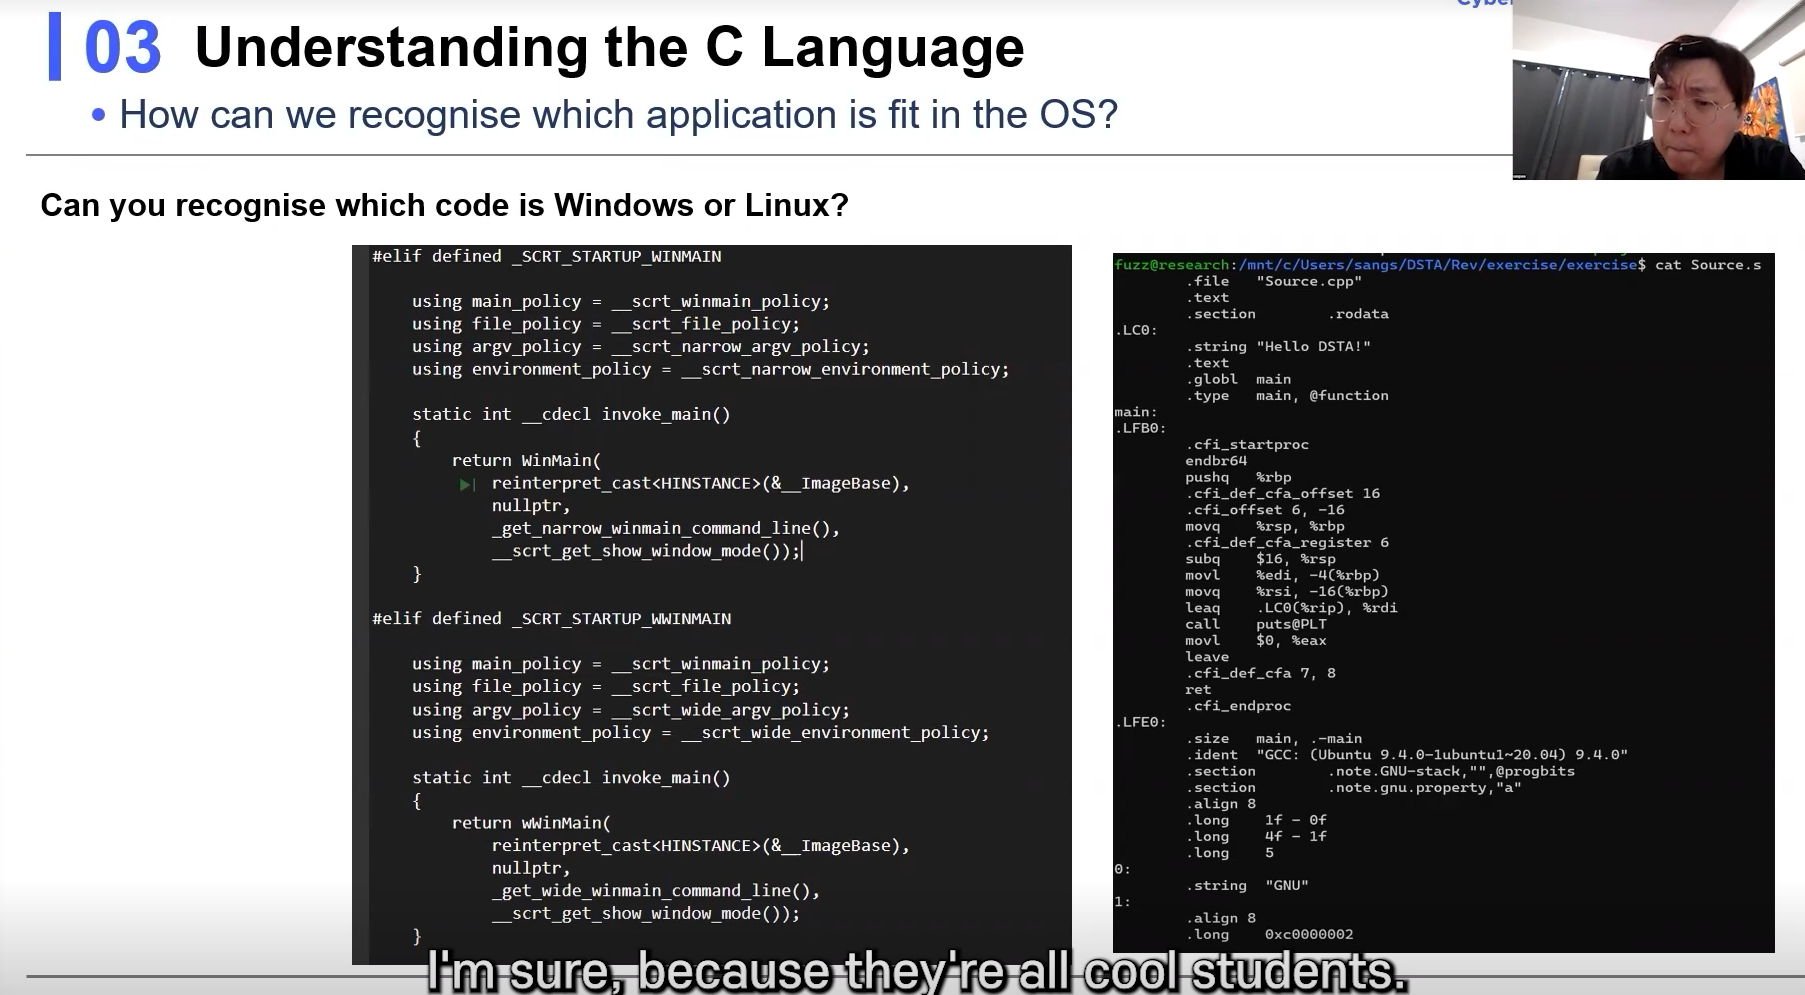 03 Understanding the C Language
• How can we recognise which application is fit in the OS?
Can you recognise which code is Windows or Linux?
#elif defined _SCRT_STARTUP_WINMAIN
using main_policy = __scrt_winmain_policy;
using file_policy = __scrt_file_policy;
using argv_policy = __scrt_narrow_argv_policy;
using environment_policy = __scrt_narrow_environment_policy;
static int __cdecl invoke_main()
{
return WinMain(
reinterpret_cast<HINSTANCE>(&__ImageBase),
nullptr,
_get_narrow_winmain_command_line(),
__scrt_get_show_window_mode());
}
#elif defined _SCRT_STARTUP_WWINMAIN
using main_policy = __scrt_winmain_policy;
using file_policy = __scrt_file_policy;
using argv_policy = __scrt_wide_argv_policy;
using environment_policy = __scrt_wide_environment_policy;
static int __cdecl invoke_main()
{
return wWinMain(
reinterpret_cast<HINSTANCE>(&__ImageBase),
nullptr,
_get_wide_winmain_command_line(),
__scrt_get_show_window_mode());
}
fuzz@research:/mnt/c/Users/sangs/DSTA/Rev/exercise/exercise$ cat Source.s
.file "Source.cpp"
.text
.section .rodata
.LC0:
.string "Hello DSTA!"
.text
.globl main
.type main, @function
main:
.LFB0:
.cfi_startproc
endbr64
pushq %rbp
.cfi_def_cfa_offset 16
.cfi_offset 6, -16
movq %rsp, %rbp
.cfi_def_cfa_register 6
subq $16, %rsp
movl %edi, -4(%rbp)
movq %rsi, -16(%rbp)
leaq .LC0(%rip), %rdi
call puts@PLT
movl $0, %eax
leave
.cfi_def_cfa 7, 8
ret
.cfi_endproc
.LFE0:
.size main, .-main
.ident "GCC: (Ubuntu 9.4.0-1ubuntu1~20.04) 9.4.0"
.section .note.GNU-stack,"",@progbits
.section .note.gnu.property,"a"
.align 8
.long 1f - 0f
.long 4f - 1f
.long 5
0:
.string "GNU"
1:
.align 8
.long 0xc0000002
I'm sure, because they're all cool students.